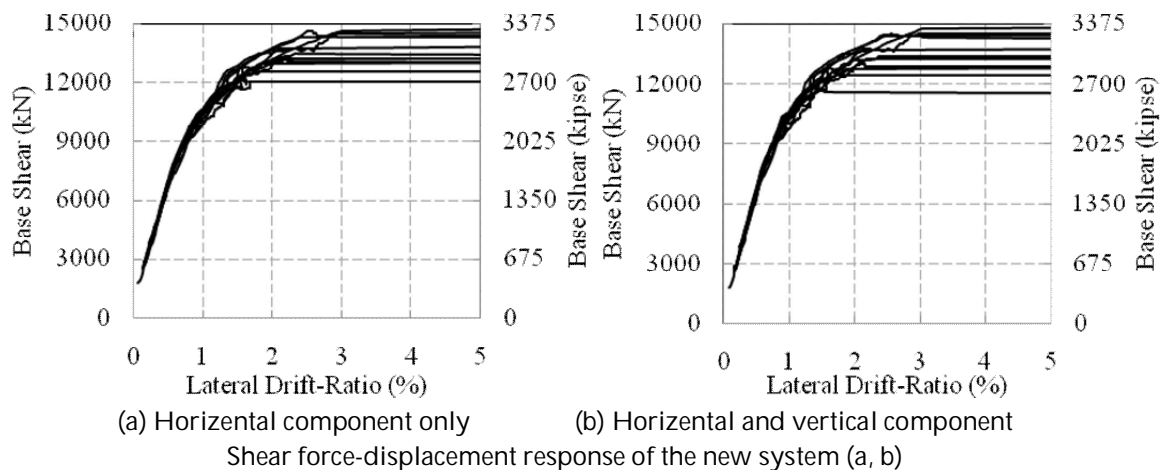 15000
12000
9000
6000
3000
0
Base Shear (kN)
3375
2700
2025
1350
675
0
Base Shear (kipse)
0 1 2 3 4 5
Lateral Drift-Ratio (%)
(a) Horizental component only
15000
12000
9000
6000
3000
0
Base Shear (kN)
3375
2700
2025
1350
675
0
Base Shear (kipse)
0 1 2 3 4 5
Lateral Drift-Ratio (%)
(b) Horizental and vertical component
Shear force-displacement response of the new system (a, b)